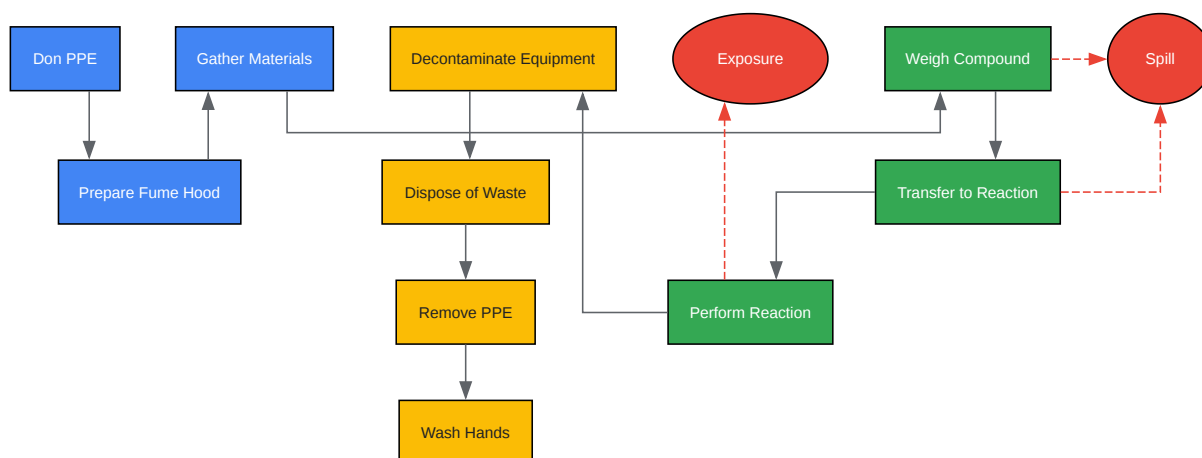 Don PPE
Gather Materials
Decontaminate Equipment
Exposure
Weigh Compound
Spill
Prepare Fume Hood
Dispose of Waste
Transfer to Reaction
Remove PPE
Perform Reaction
Wash Hands